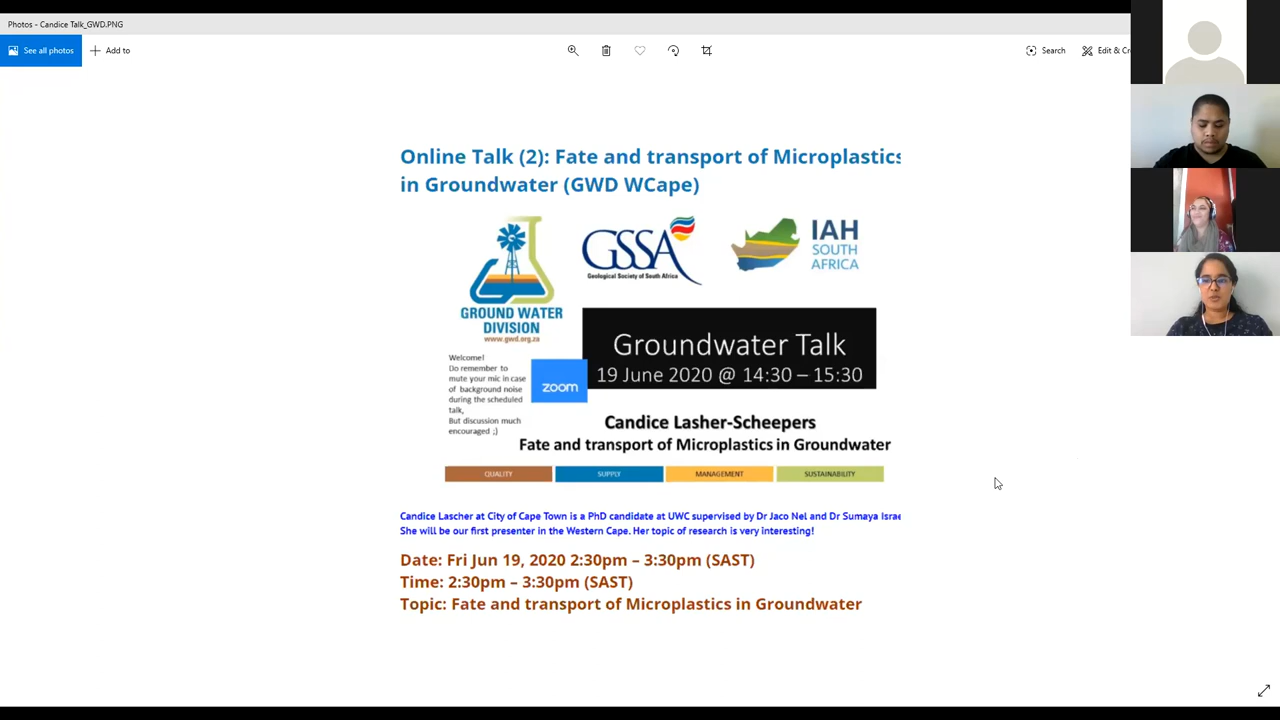 Photos - Candice Talk_GWD.PNG
See all photos
Add to
Search
Edit & Cr
Online Talk (2): Fate and transport of Microplastics
in Groundwater (GWD WCape)
GROUND WATER
DIVISION
www.gwd.org.za
GSSA
Geological Society of South Africa
IAH
SOUTH
AFRICA
Groundwater Talk
19 June 2020 @ 14:30 – 15:30
Welcome!
Do remember to
mute your mic in case
of background noise
during the scheduled
talk,
But discussion much
encouraged ;)
zoom
Candice Lasher-Scheepers
Fate and transport of Microplastics in Groundwater
QUALITY
SUPPLY
MANAGEMENT
SUSTAINABILITY
Candice Lascher at City of Cape Town is a PhD candidate at UWC supervised by Dr Jaco Nel and Dr Sumaya Israe
She will be our first presenter in the Western Cape. Her topic of research is very interesting!
Date: Fri Jun 19, 2020 2:30pm – 3:30pm (SAST)
Time: 2:30pm – 3:30pm (SAST)
Topic: Fate and transport of Microplastics in Groundwater